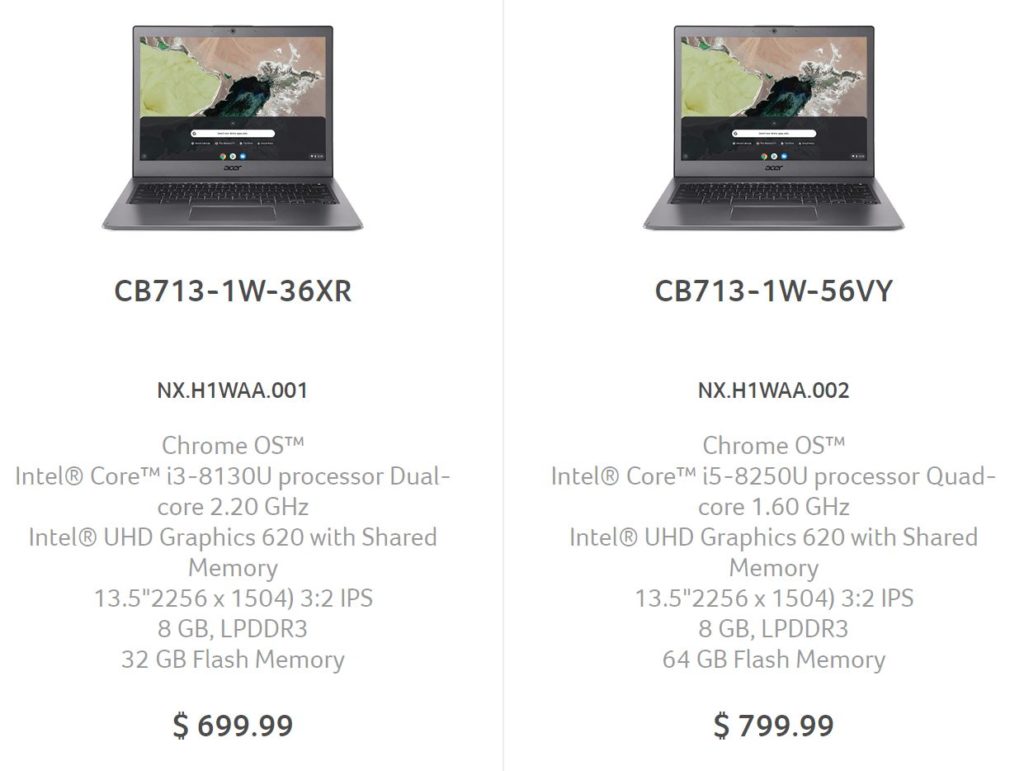 acer
CB713-1W-36XR
NX.H1WAA.001
Chrome OS™
Intel® Core™ i3-8130U processor Dual-
core 2.20 GHz
Intel® UHD Graphics 620 with Shared
Memory
13.5"2256 x 1504) 3:2 IPS
8 GB, LPDDR3
32 GB Flash Memory
$ 699.99
acer
CB713-1W-56VY
NX.H1WAA.002
Chrome OS™
Intel® Core™ i5-8250U processor Quad-
core 1.60 GHz
Intel® UHD Graphics 620 with Shared
Memory
13.5"2256 x 1504) 3:2 IPS
8 GB, LPDDR3
64 GB Flash Memory
$ 799.99